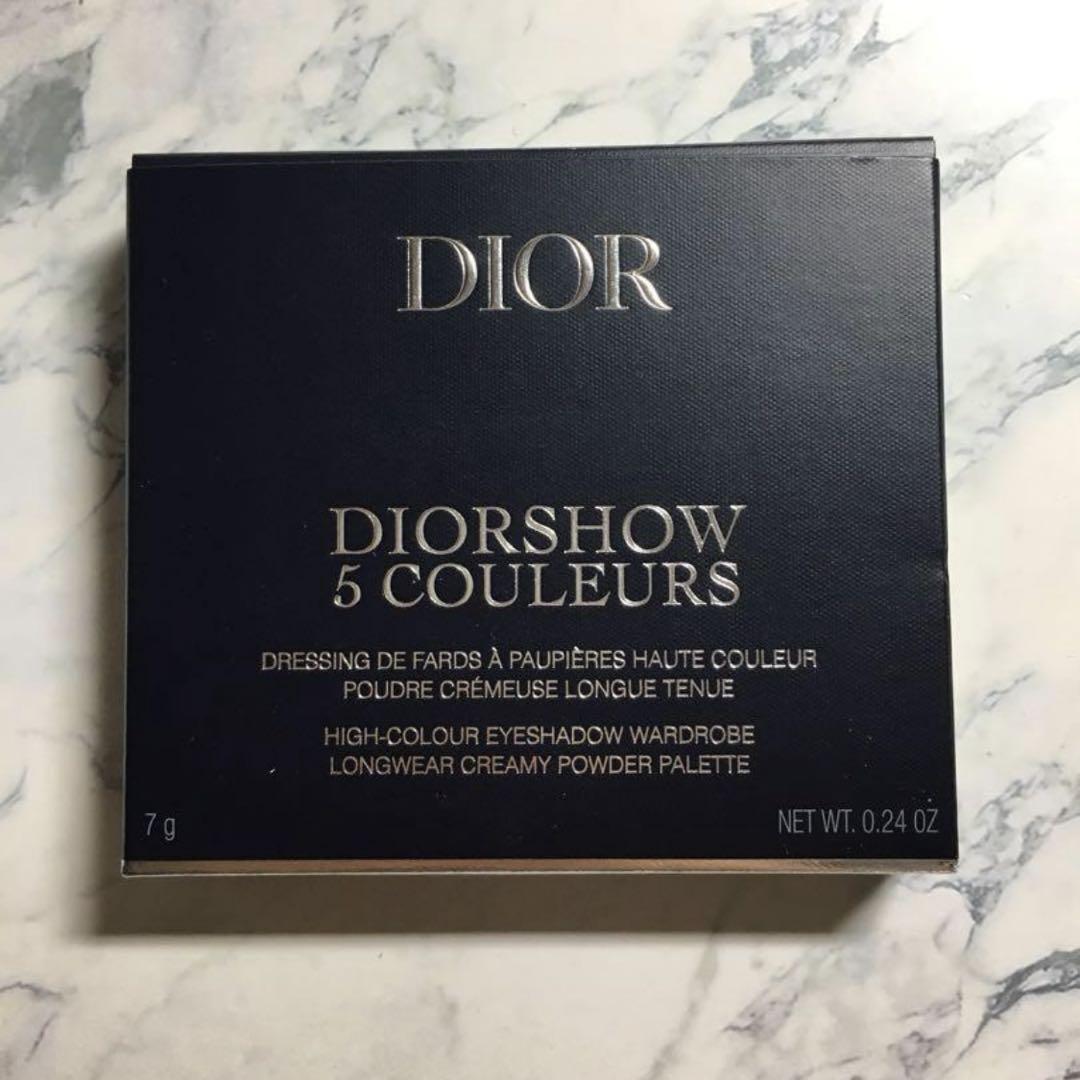 DIOR
DIORSHOW
5 COULEURS
DRESSING DE FARDS À PAUPIÈRES HAUTE COULEUR
POUDRE CRÉMEUSE LONGUE TENUE
HIGH-COLOUR EYESHADOW WARDROBE
LONGWEAR CREAMY POWDER PALETTE
7 g
NET WT. 0.24 OZ